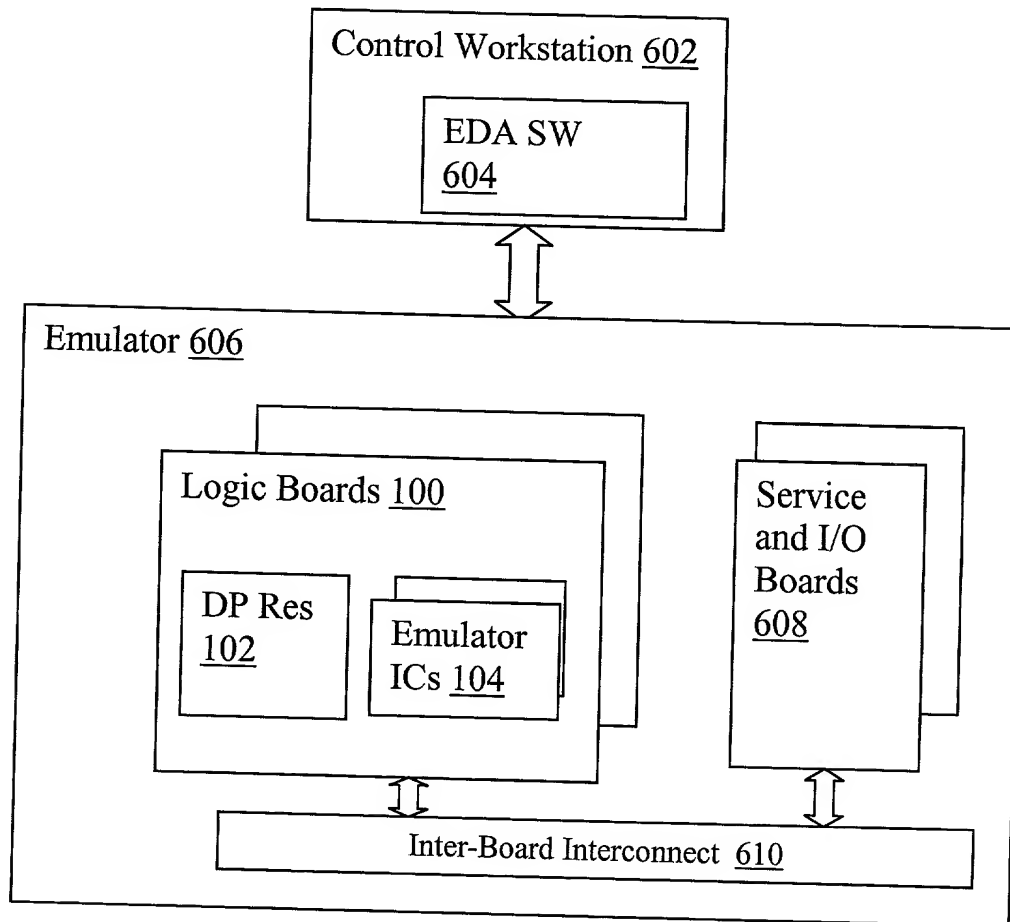 Control Workstation 602
EDA SW
604
Emulator 606
Logic Boards 100
DP Res
102
Emulator
ICs 104
Service
and I/O
Boards
608
Inter-Board Interconnect 610